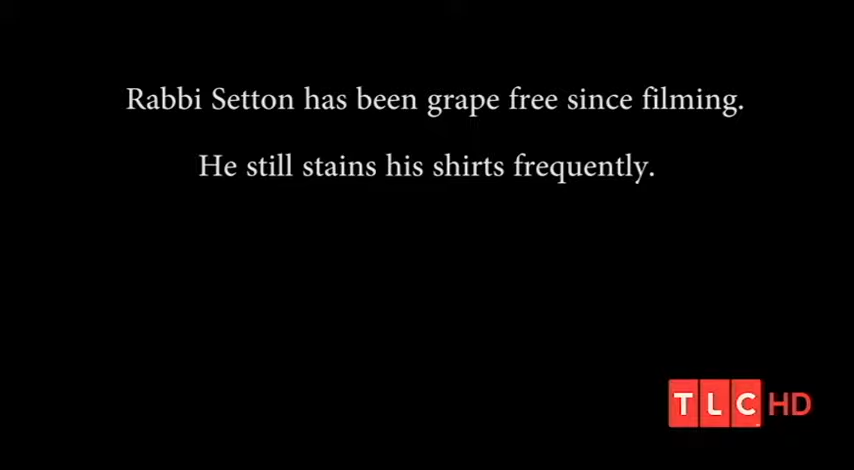 Rabbi Setton has been grape free since filming.
He still stains his shirts frequently.
TLC HD